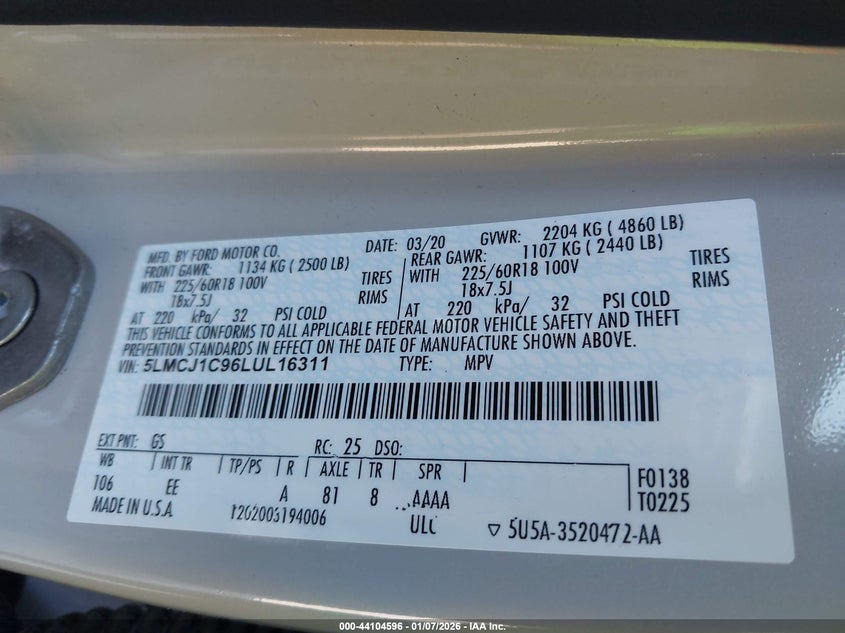 MFD. BY FORD MOTOR CO. DATE: 03/20 GVWR: 2204 KG ( 4860 LB)
FRONT GAWR: 1134 KG ( 2500 LB) REAR GAWR: 1107 KG ( 2440 LB)
WITH 225/60R18 100V TIRES WITH 225/60R18 100V TIRES
18x7.5J RIMS 18x7.5J RIMS
AT 220 kPa/ 32 PSI COLD AT 220 kPa/ 32 PSI COLD
THIS VEHICLE CONFORMS TO ALL APPLICABLE FEDERAL MOTOR VEHICLE SAFETY AND THEFT
PREVENTION STANDARDS IN EFFECT ON THE DATE OF MANUFACTURE SHOWN ABOVE.
VIN: 5LMCJ1C96LUL16311 TYPE: MPV
EXT PNT: GS RC: 25 DSO:
WB INT TR TP/PS R AXLE TR SPR F0138
106 EE A 81 8 AAAA T0225
MADE IN U.S.A. ULC ▽ 5U5A-3520472-AA
000-44104596 - 01/07/2026 - IAA Inc.